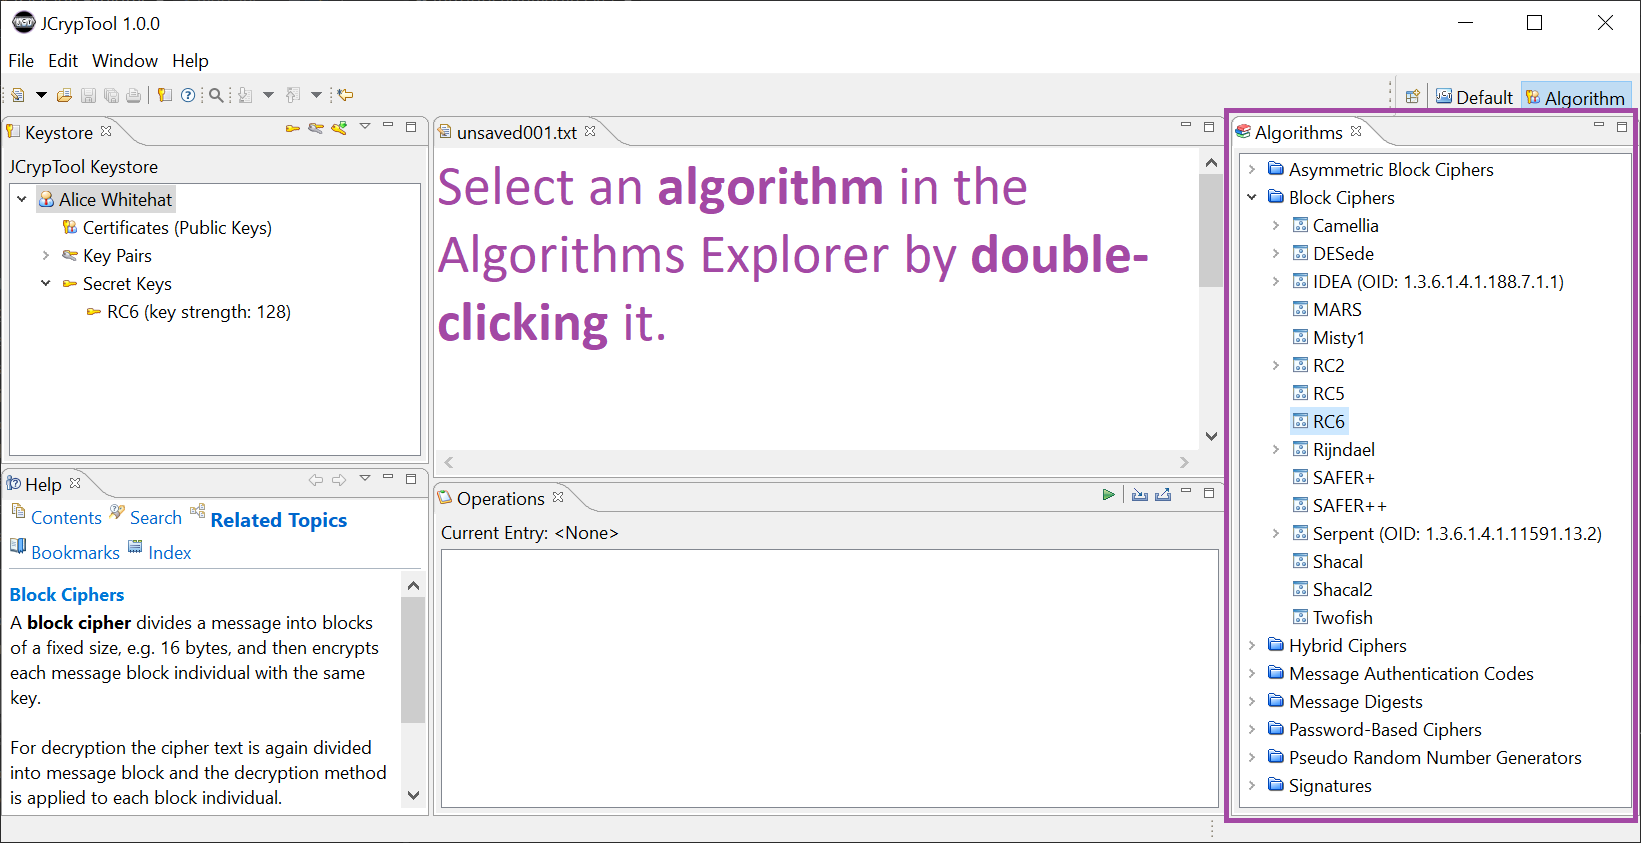 JCrypTool 1.0.0
File Edit Window Help
Default Algorithm
Keystore
JCrypTool Keystore
Alice Whitehat
Certificates (Public Keys)
Key Pairs
Secret Keys
RC6 (key strength: 128)
Help
Contents Search Related Topics
Bookmarks Index
Block Ciphers
A block cipher divides a message into blocks
of a fixed size, e.g. 16 bytes, and then encrypts
each message block individual with the same
key.
For decryption the cipher text is again divided
into message block and the decryption method
is applied to each block individual.
unsaved001.txt
Select an algorithm in the
Algorithms Explorer by double-
clicking it.
Operations
Current Entry: <None>
Algorithms
Asymmetric Block Ciphers
Block Ciphers
Camellia
DESede
IDEA (OID: 1.3.6.1.4.1.188.7.1.1)
MARS
Misty1
RC2
RC5
RC6
Rijndael
SAFER+
SAFER++
Serpent (OID: 1.3.6.1.4.1.11591.13.2)
Shacal
Shacal2
Twofish
Hybrid Ciphers
Message Authentication Codes
Message Digests
Password-Based Ciphers
Pseudo Random Number Generators
Signatures